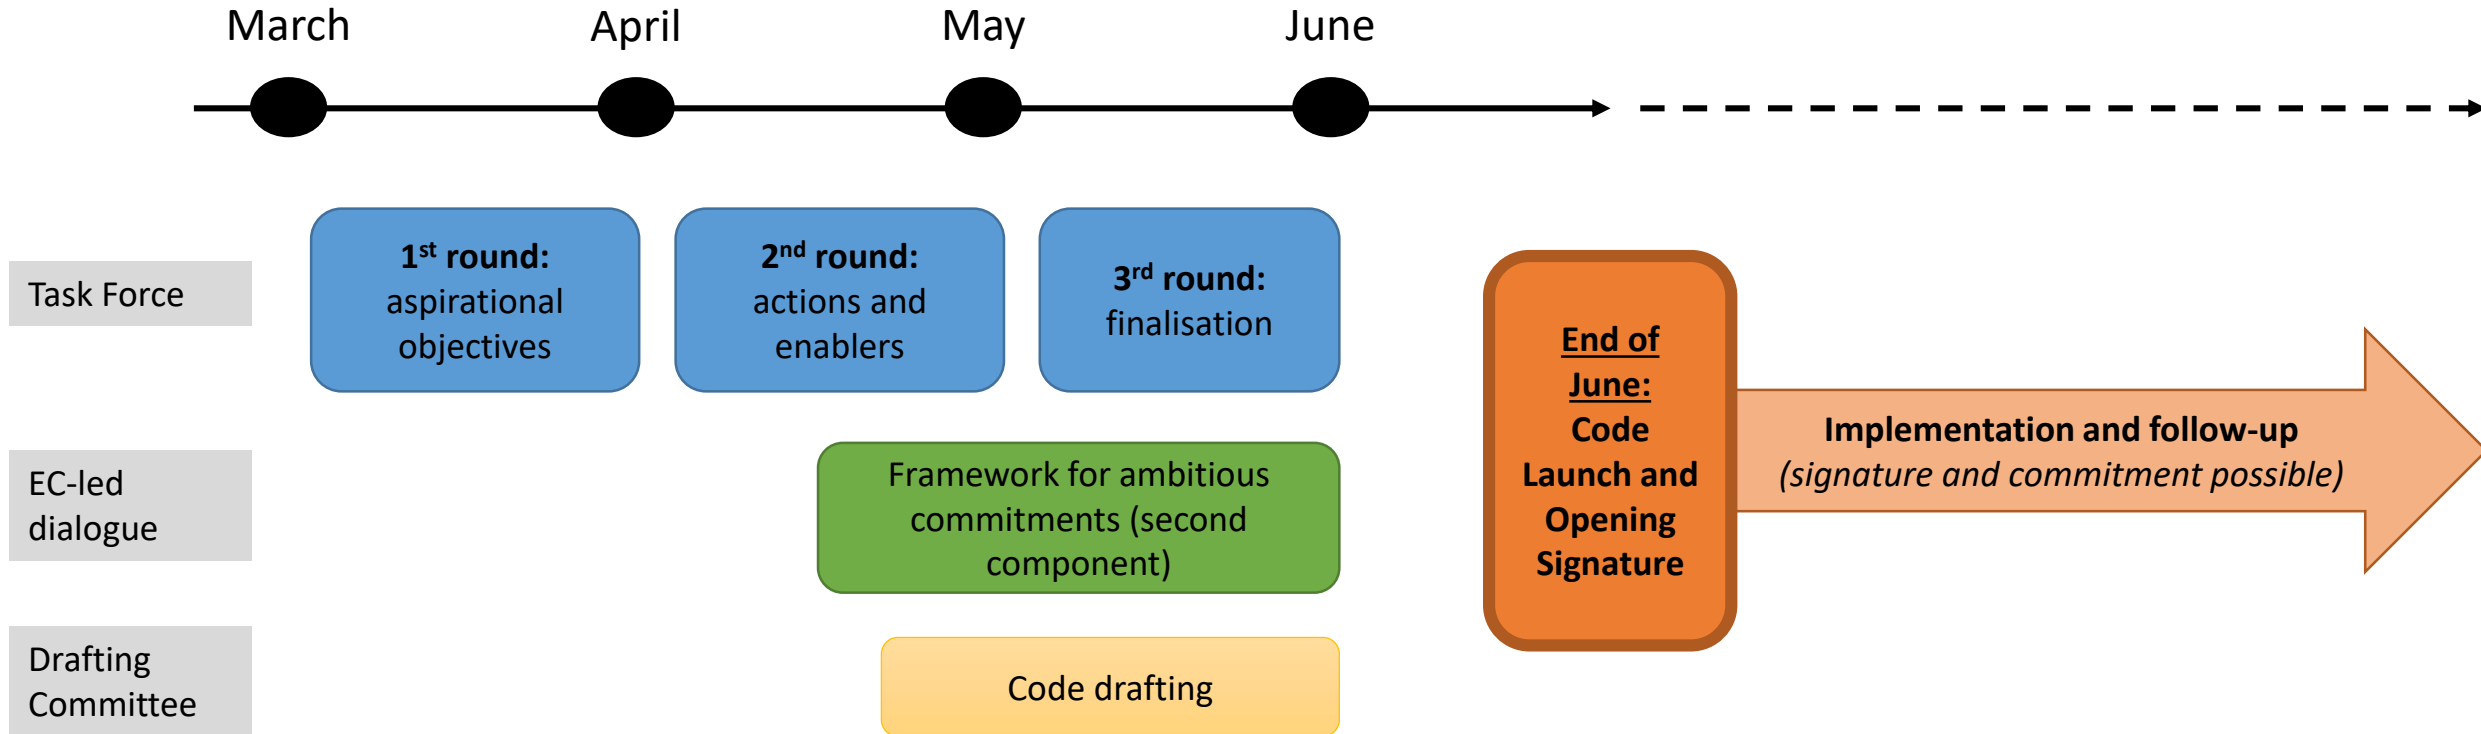 March
April
May
June
Task Force
1st round:
aspirational
objectives
2nd round:
actions and
enablers
3rd round:
finalisation
EC-led
dialogue
Framework for ambitious
commitments (second
component)
Drafting
Committee
Code drafting
End of
June:
Code
Launch and
Opening
Signature
Implementation and follow-up
(signature and commitment possible)